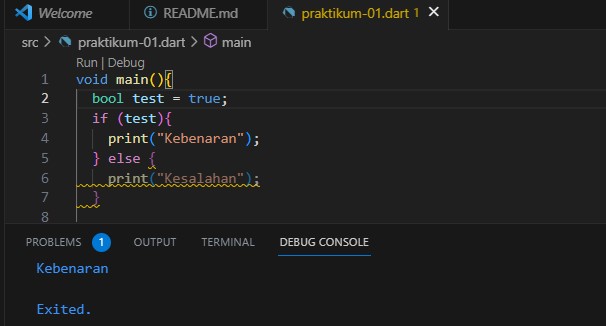 Welcome README.md praktikum-01.dart 1
src > praktikum-01.dart > main
Run | Debug
1 void main(){
2 bool test = true;
3 if (test){
4 print("Kebenaran");
5 } else {
6 print("Kesalahan");
7 }
8
PROBLEMS 1 OUTPUT TERMINAL DEBUG CONSOLE
Kebenaran
Exited.